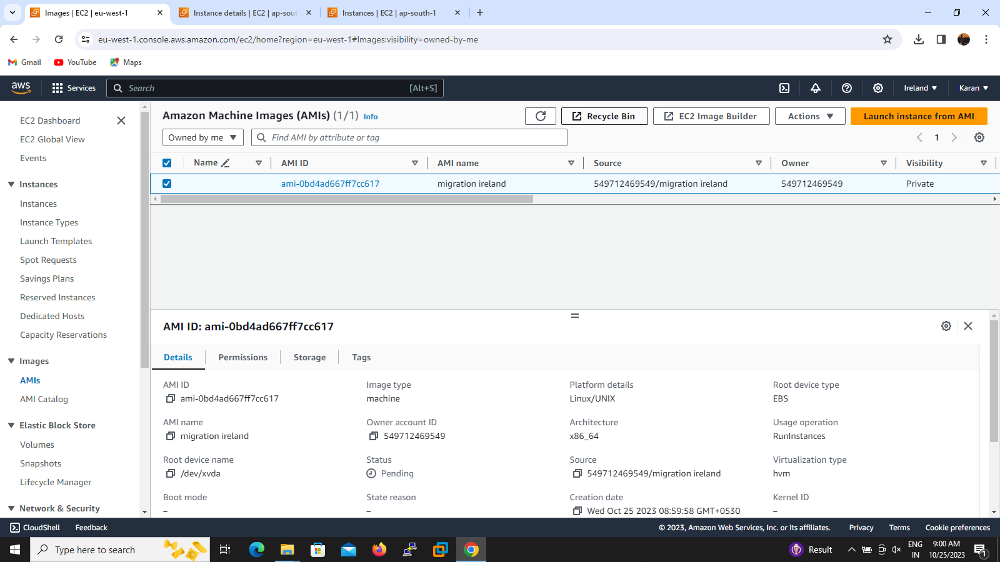 Images | EC2 | eu-west-1
Instance details | EC2 | ap-sout
Instances | EC2 | ap-south-1
eu-west-1.console.aws.amazon.com/ec2/home?region=eu-west-1#Images:visibility=owned-by-me
Gmail YouTube Maps
aws Services Search [Alt+S] Ireland Karan
EC2 Dashboard
EC2 Global View
Events
Instances
Instances
Instance Types
Launch Templates
Spot Requests
Savings Plans
Reserved Instances
Dedicated Hosts
Capacity Reservations
Images
AMIs
AMI Catalog
Elastic Block Store
Volumes
Snapshots
Lifecycle Manager
Network & Security
Amazon Machine Images (AMIs) (1/1) Info
Recycle Bin EC2 Image Builder Actions Launch instance from AMI
Owned by me Find AMI by attribute or tag 1
Name AMI ID AMI name Source Owner Visibility
ami-0bd4ad667ff7cc617 migration ireland 549712469549/migration ireland 549712469549 Private
AMI ID: ami-0bd4ad667ff7cc617
Details Permissions Storage Tags
AMI ID Image type Platform details Root device type
ami-0bd4ad667ff7cc617 machine Linux/UNIX EBS
AMI name Owner account ID Architecture Usage operation
migration ireland 549712469549 x86_64 RunInstances
Root device name Status Source Virtualization type
/dev/xvda Pending 549712469549/migration ireland hvm
Boot mode State reason Creation date Kernel ID
– – Wed Oct 25 2023 08:59:58 GMT+0530 –
CloudShell Feedback © 2023, Amazon Web Services, Inc. or its affiliates. Privacy Terms Cookie preferences
Type here to search Result ENG IN 9:00 AM 10/25/2023 1